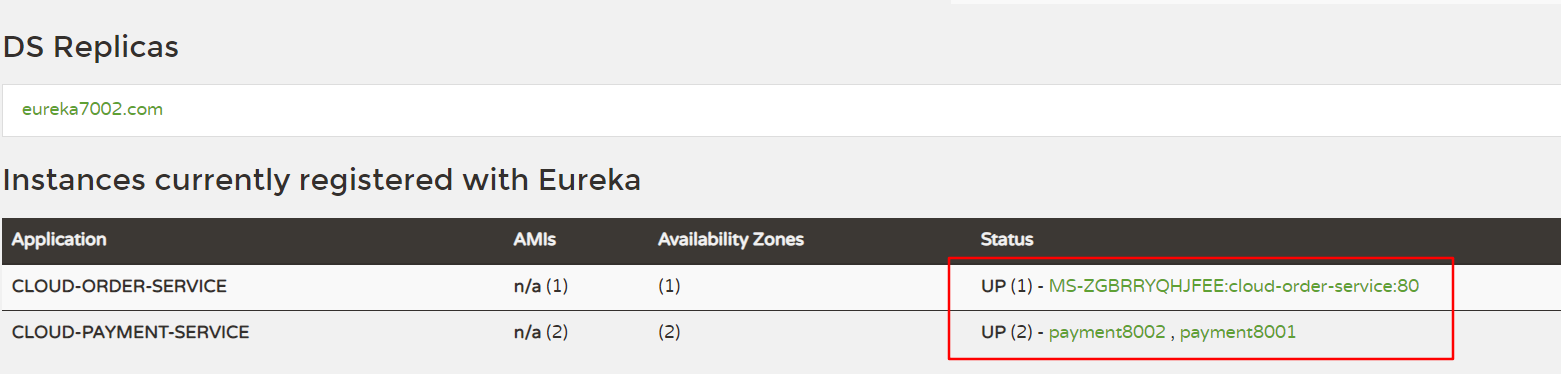 DS Replicas
eureka7002.com
Instances currently registered with Eureka
Application AMIs Availability Zones Status
CLOUD-ORDER-SERVICE n/a (1) (1) UP (1) - MS-ZGBRRYQHJFEE:cloud-order-service:80
CLOUD-PAYMENT-SERVICE n/a (2) (2) UP (2) - payment8002 , payment8001